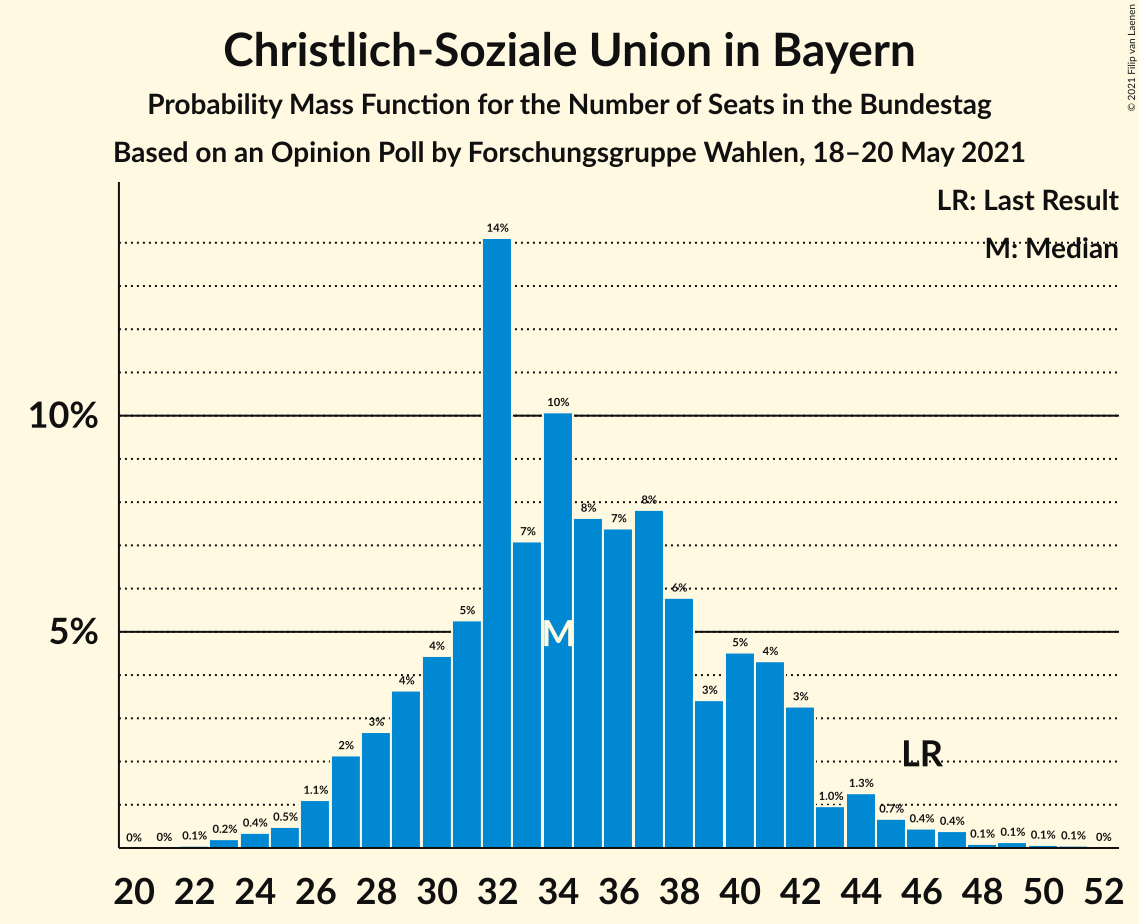 Christlich-Soziale Union in Bayern
Probability Mass Function for the Number of Seats in the Bundestag
Based on an Opinion Poll by Forschungsgruppe Wahlen, 18–20 May 2021
© 2021 Filip van Laenen
LR: Last Result
M: Median
10%
5%
0% 0% 0.1% 0.2% 0.4% 0.5% 1.1% 2% 3% 4% 4% 5% 14% 7% 10% 8% 7% 8% 6% 3% 5% 4% 3% 1.0% 1.3% 0.7% 0.4% 0.4% 0.1% 0.1% 0.1% 0.1% 0%
M
LR
20 22 24 26 28 30 32 34 36 38 40 42 44 46 48 50 52